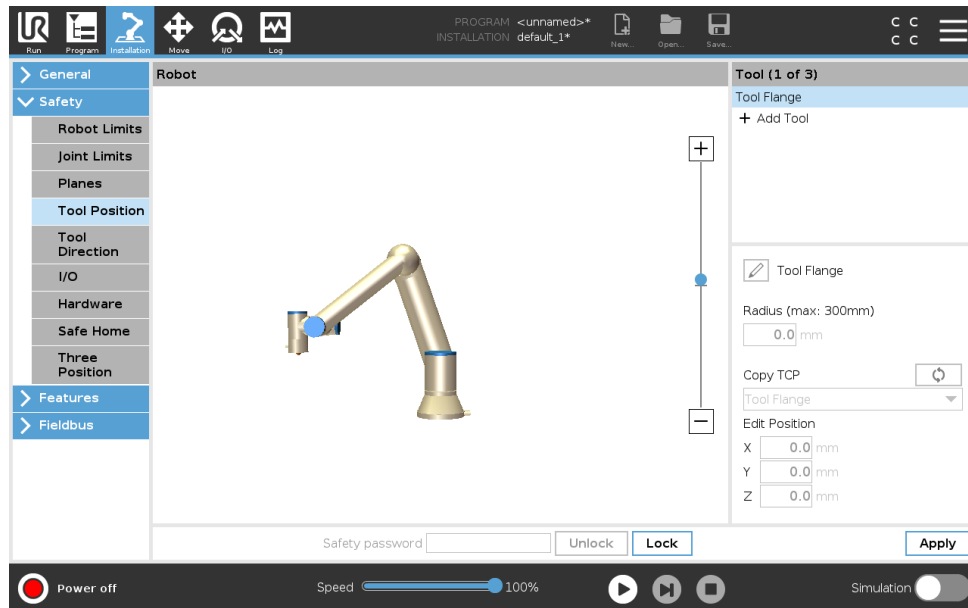 PROGRAM <unnamed>*
INSTALLATION default_1*
Run Program Installation Move I/O Log New... Open... Save...
C C
C C
General
Safety
Robot Limits
Joint Limits
Planes
Tool Position
Tool
Direction
I/O
Hardware
Safe Home
Three
Position
Features
Fieldbus
Robot
+
−
Tool (1 of 3)
Tool Flange
+ Add Tool
Tool Flange
Radius (max: 300mm)
0.0 mm
Copy TCP
Tool Flange
Edit Position
X 0.0 mm
Y 0.0 mm
Z 0.0 mm
Safety password Unlock Lock Apply
Power off Speed 100% Simulation